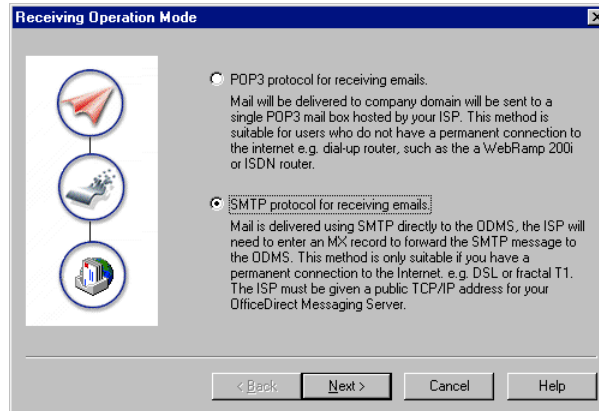 Receiving Operation Mode
POP3 protocol for receiving emails.
Mail will be delivered to company domain will be sent to a
single POP3 mail box hosted by your ISP. This method is
suitable for users who do not have a permanent connection to
the internet e.g. dial-up router, such as the a WebRamp 200i
or ISDN router.
SMTP protocol for receiving emails.
Mail is delivered using SMTP directly to the ODMS, the ISP will
need to enter an MX record to forward the SMTP message to
the ODMS. This method is only suitable if you have a
permanent connection to the Internet. e.g. DSL or fractal T1.
The ISP must be given a public TCP/IP address for your
OfficeDirect Messaging Server.
< Back
Next >
Cancel
Help